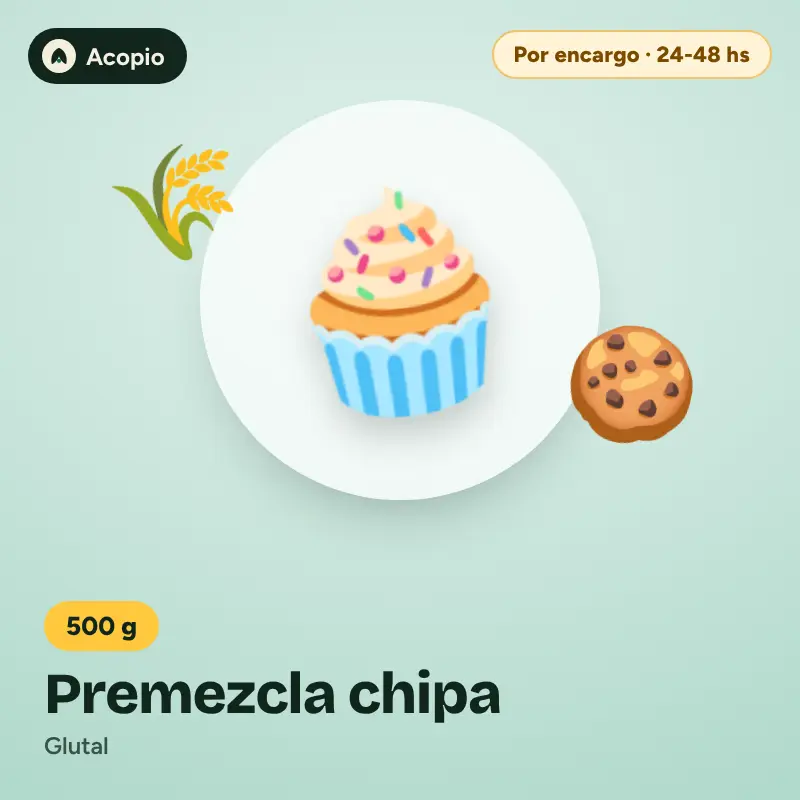 Acopio
Por encargo · 24-48 hs
500 g
Premezcla chipa
Glutal